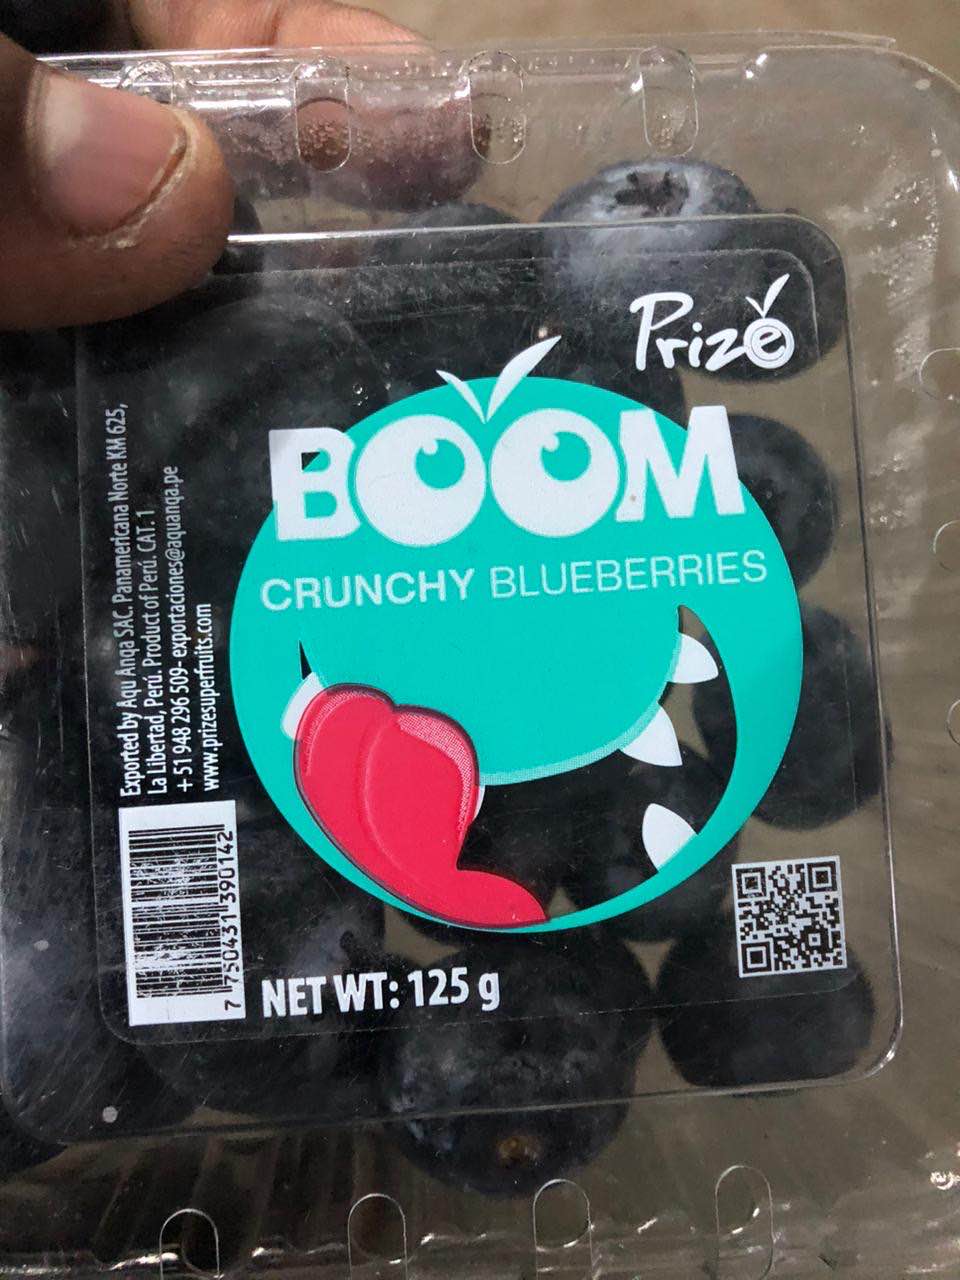 Prize
BOOM
CRUNCHY BLUEBERRIES
Exported by Aqu Anqa SAC. Panamericana Norte KM 625,
La Libertad, Perú. Product of Perú. CAT. 1
+ 51 948 296 509- exportaciones@aquanqa.pe
www.prizesuperfruits.com
7 750431 390142
NET WT: 125 g